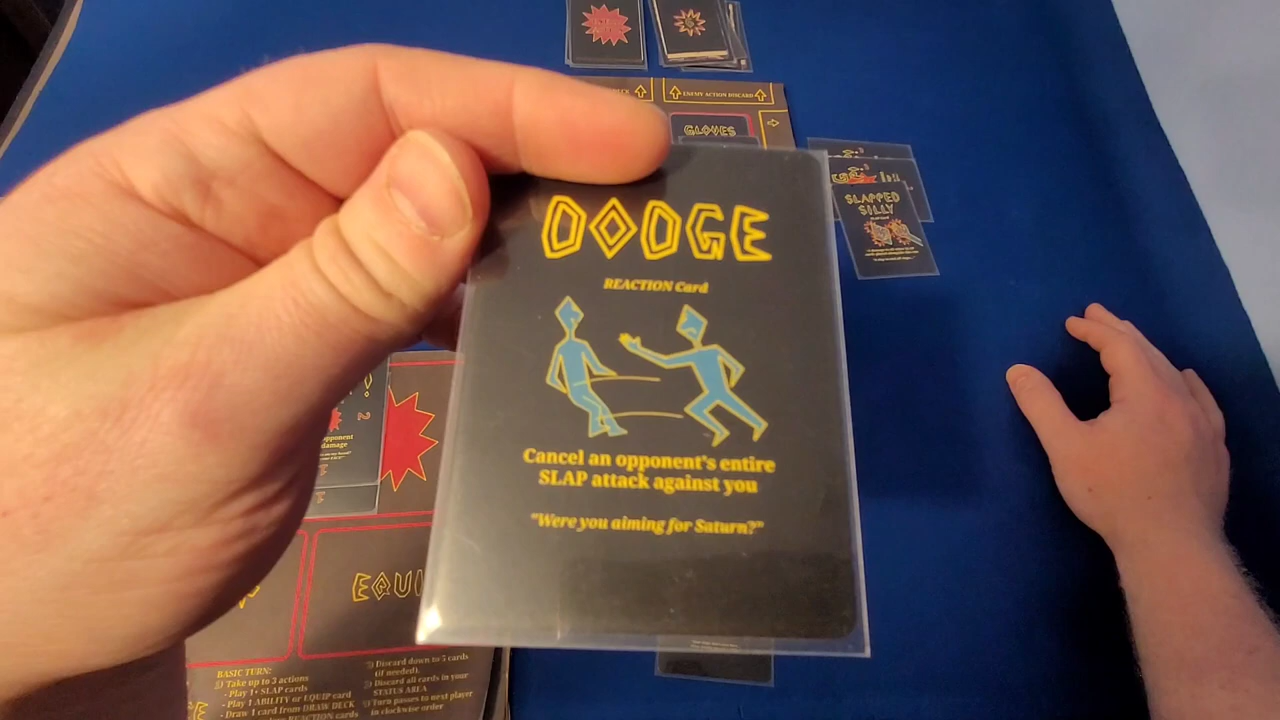 ENEMY ACTION DISCARD
GLOVES
SLAPPED
SILLY
DODGE
REACTION Card
Cancel an opponent's entire
SLAP attack against you
"Were you aiming for Saturn?"
opponent
damage
2
EQUI
BASIC TURN:
1) Take up to 3 actions
- Play 1+ SLAP cards
- Play 1 ABILITY or EQUIP card
- Draw 1 card from DRAW DECK
REACTION cards
2) Discard down to 5 cards
(if needed).
Discard all cards in your
STATUS AREA
Turn passes to next player
in clockwise order